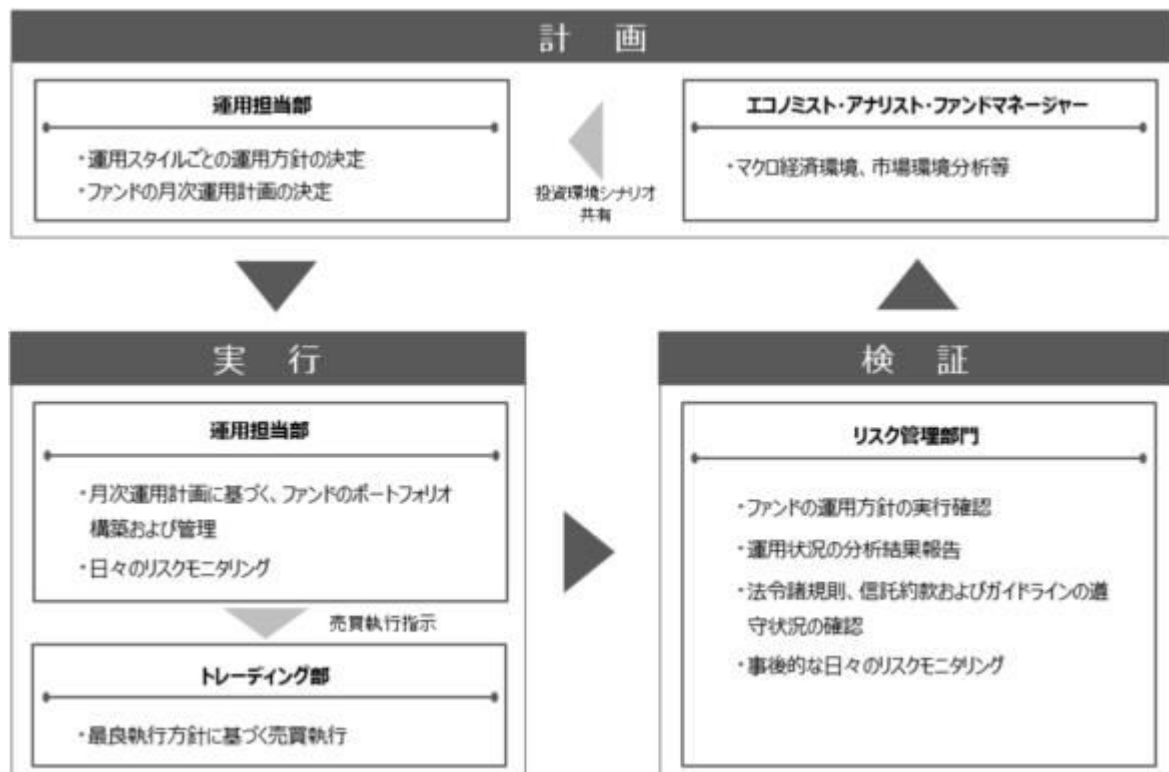 計 画
運用担当部
・運用スタイルごとの運用方針の決定
・ファンドの月次運用計画の決定
投資環境シナリオ
共有
エコノミスト・アナリスト・ファンドマネージャー
・マクロ経済環境、市場環境分析等
実 行
運用担当部
・月次運用計画に基づく、ファンドのポートフォリオ
構築および管理
・日々のリスクモニタリング
売買執行指示
トレーディング部
・最良執行方針に基づく売買執行
検 証
リスク管理部門
・ファンドの運用方針の実行確認
・運用状況の分析結果報告
・法令諸規則、信託約款およびガイドラインの遵
守状況の確認
・事後的な日々のリスクモニタリング